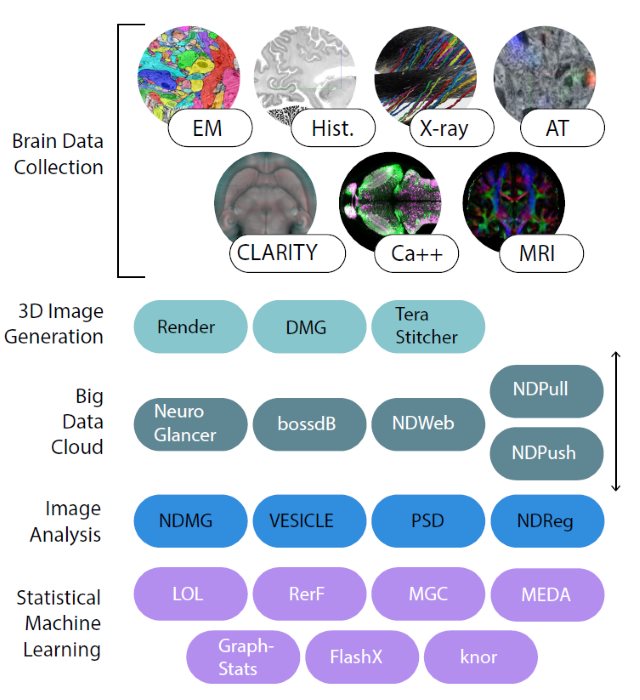 Brain Data
Collection
EM
Hist.
X-ray
AT
CLARITY
Ca++
MRI
3D Image
Generation
Render
DMG
Tera
Stitcher
Big
Data
Cloud
Neuro
Glancer
bossdB
NDWeb
NDPull
NDPush
Image
Analysis
NDMG
VESICLE
PSD
NDReg
Statistical
Machine
Learning
LOL
RerF
MGC
MEDA
Graph-
Stats
FlashX
knor